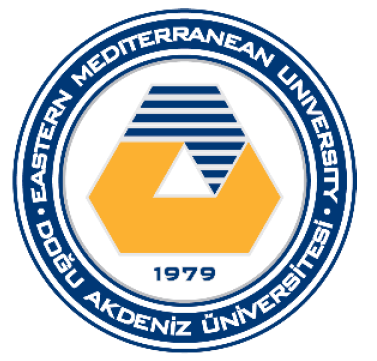 • EASTERN MEDITERRANEAN UNIVERSITY •
1979
DOĞU AKDENİZ ÜNİVERSİTESİ